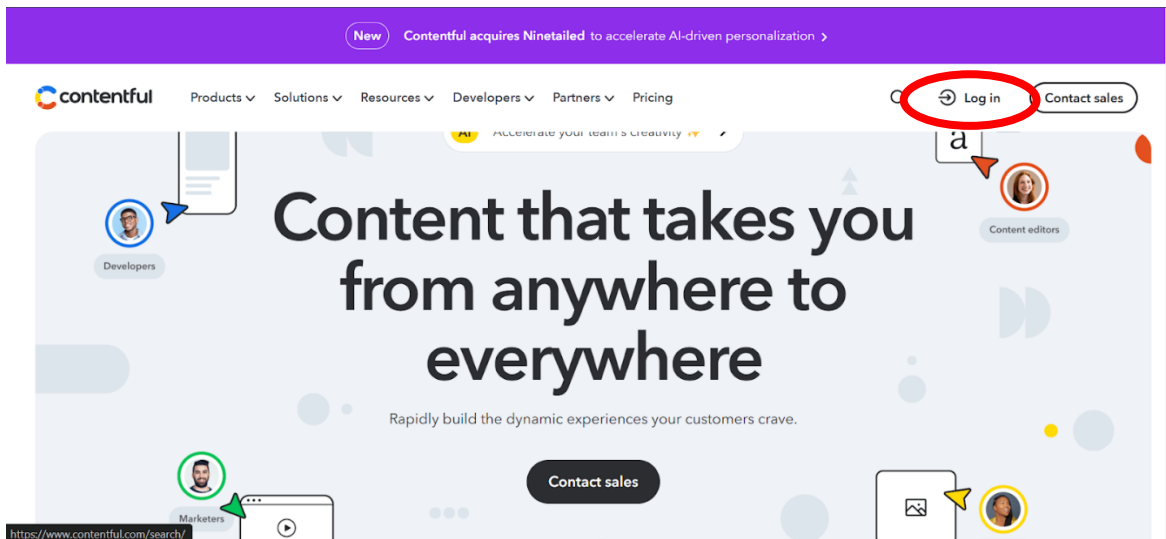 New Contentful acquires Ninetailed to accelerate AI-driven personalization
contentful Products Solutions Resources Developers Partners Pricing Log in Contact sales
AI Accelerate your team's creativity
a
Content that takes you
from anywhere to
everywhere
Developers
Content editors
Rapidly build the dynamic experiences your customers crave.
Contact sales
Marketers
https://www.contentful.com/search/